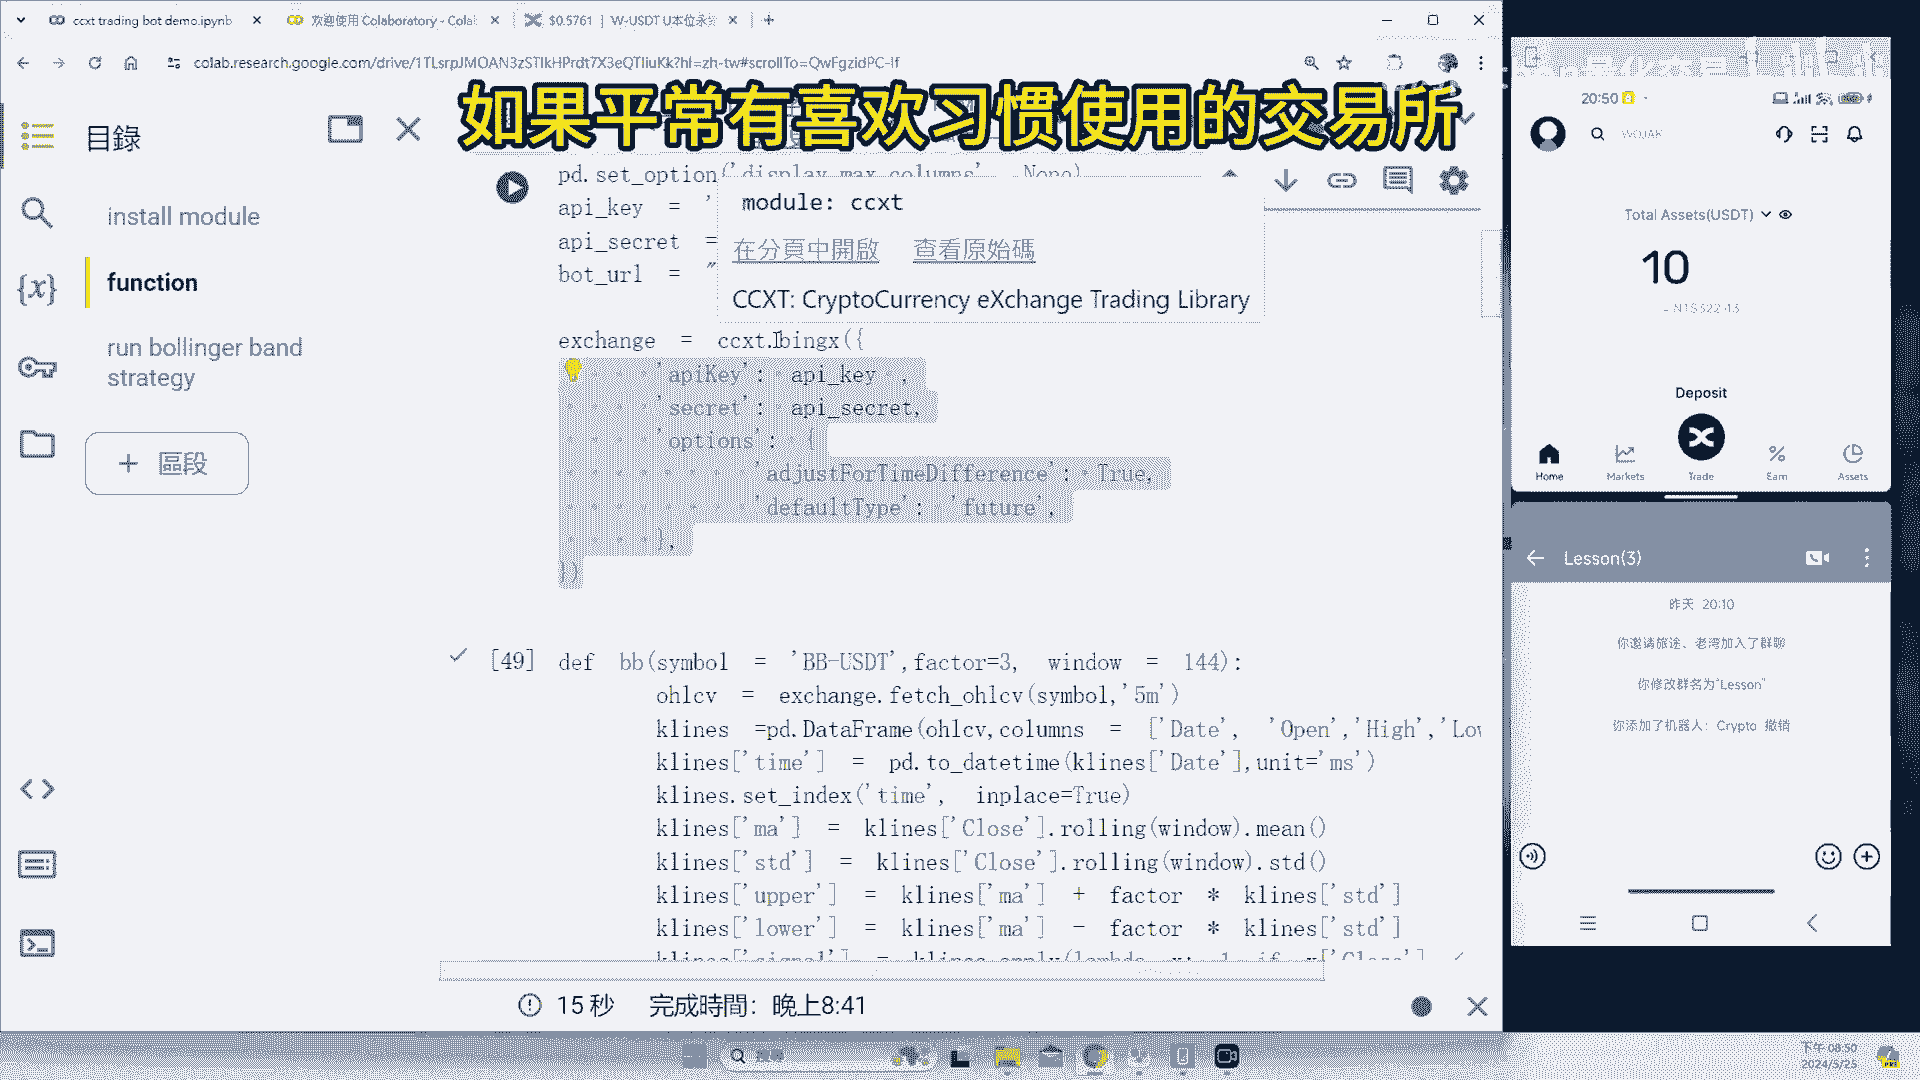 ccxt trading bot demo.ipynb
欢迎使用 Colaboratory - Colab
$0.5761 | W-USDT U本位永
colab.research.google.com/drive/1TLsrpJMOAN3zSTlkHPrdt7X3eQTliuKk?hl=zh-tw#scrollTo=QwFgzidPC-lf
如果平常有喜欢习惯使用的交易所
目錄
install module
function
run bollinger band
strategy
+ 區段
pd.set_option('display.max_columns', None)
api_key = '
api_secret =
bot_url = "
module: ccxt
在分頁中開啟 查看原始碼
CCXT: CryptoCurrency eXchange Trading Library
exchange = ccxt.bingx({
'apiKey': api_key ,
'secret': api_secret,
'options': {
'adjustForTimeDifference': True,
'defaultType': 'future',
},
})
[49] def bb(symbol = 'BB-USDT',factor=3, window = 144):
ohlcv = exchange.fetch_ohlcv(symbol,'5m')
klines =pd.DataFrame(ohlcv,columns = ['Date', 'Open','High','Low
klines['time'] = pd.to_datetime(klines['Date'],unit='ms')
klines.set_index('time', inplace=True)
klines['ma'] = klines['Close'].rolling(window).mean()
klines['std'] = klines['Close'].rolling(window).std()
klines['upper'] = klines['ma'] + factor * klines['std']
klines['lower'] = klines['ma'] - factor * klines['std']
klines['signal'] = klines.apply(lambda x: 1 if x['Close']
15 秒 完成時間：晚上8:41
20:50
WOJAK
Total Assets(USDT)
10
Deposit
Home Markets Trade Earn Assets
Lesson(3)
昨天 20:10
你邀请旅途、老湾加入了群聊
你修改群名为“Lesson”
你添加了机器人：Crypto 撤销
下午 08:50
2024/5/25